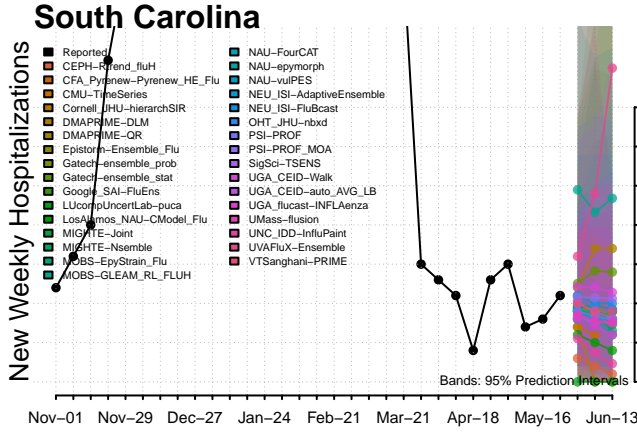 South Carolina
New Weekly Hospitalizations
Reported
CEPH−Rtrend_fluH
CFA_Pyrenew−Pyrenew_HE_Flu
CMU−TimeSeries
Cornell_JHU−hierarchSIR
DMAPRIME−DLM
DMAPRIME−QR
Epistorm−Ensemble_Flu
Gatech−ensemble_prob
Gatech−ensemble_stat
Google_SAI−FluEns
LUcompUncertLab−puca
LosAlamos_NAU−CModel_Flu
MIGHTE−Joint
MIGHTE−Nsemble
MOBS−EpyStrain_Flu
MOBS−GLEAM_RL_FLUH
NAU−FourCAT
NAU−epymorph
NAU−vulPES
NEU_ISI−AdaptiveEnsemble
NEU_ISI−FluBcast
OHT_JHU−nbxd
PSI−PROF
PSI−PROF_MOA
SigSci−TSENS
UGA_CEID−Walk
UGA_CEID−auto_AVG_LB
UGA_flucast−INFLAenza
UMass−flusion
UNC_IDD−InfluPaint
UVAFluX−Ensemble
VTSanghani−PRIME
Bands: 95% Prediction Intervals
Nov−01 Nov−29 Dec−27 Jan−24 Feb−21 Mar−21 Apr−18 May−16 Jun−13